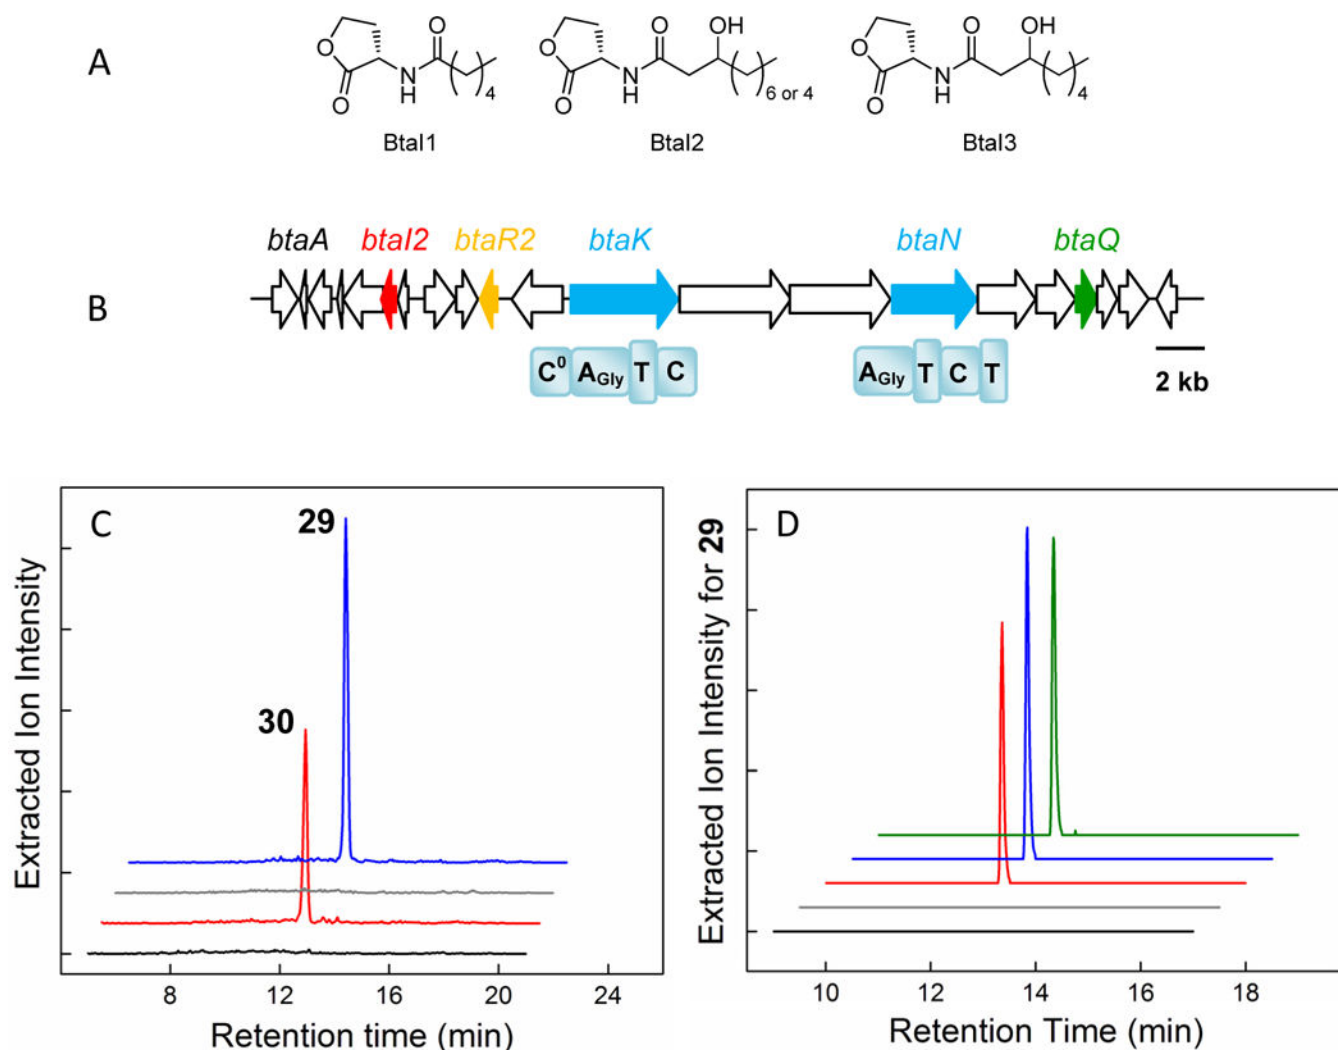 A
O
O
O
N
H
4
BtaI1
O
O
O
N
H
OH
6 or 4
BtaI2
O
O
O
N
H
OH
4
BtaI3
B
btaA btaI2 btaR2 btaK btaN btaQ
C⁰ A_Gly T C
A_Gly T C T
2 kb
C
29
30
Extracted Ion Intensity
8 12 16 20 24
Retention time (min)
D
Extracted Ion Intensity for 29
10 12 14 16 18
Retention Time (min)